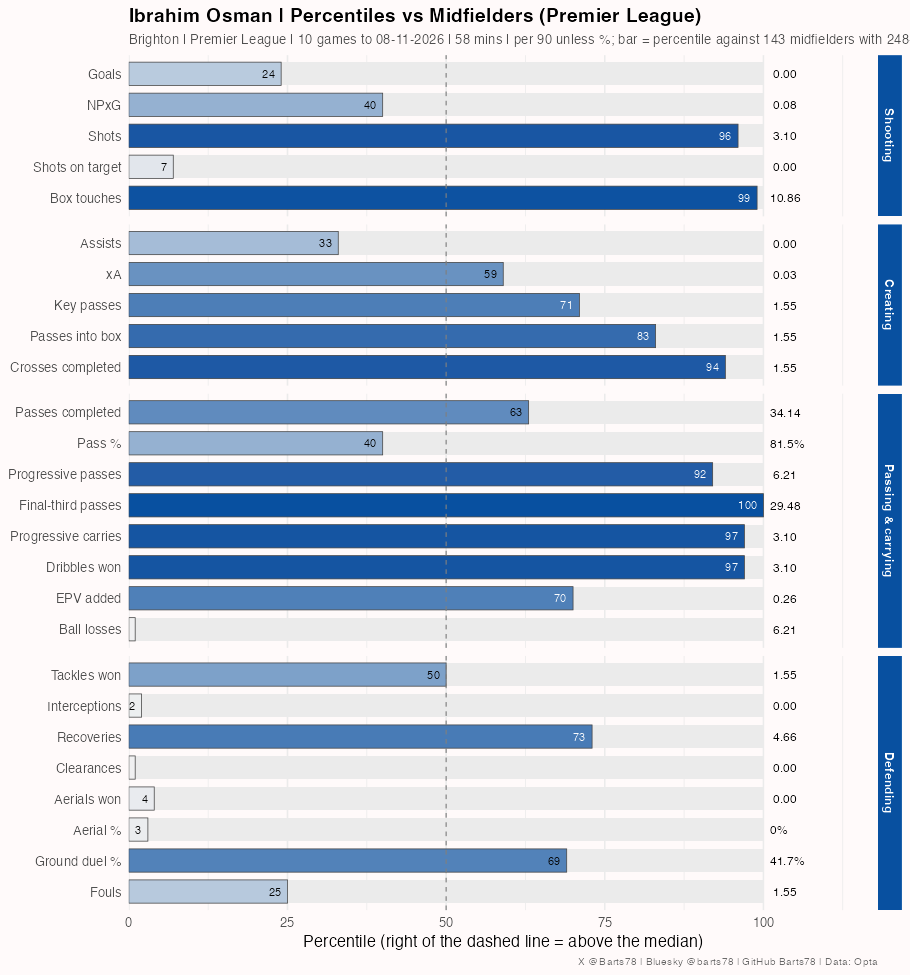 Ibrahim Osman | Percentiles vs Midfielders (Premier League)
Brighton | Premier League | 10 games to 08-11-2026 | 58 mins | per 90 unless %; bar = percentile against 143 midfielders with 248
Goals 24 0.00
NPxG 40 0.08
Shots 96 3.10
Shots on target 7 0.00
Box touches 99 10.86
Shooting
Assists 33 0.00
xA 59 0.03
Key passes 71 1.55
Passes into box 83 1.55
Crosses completed 94 1.55
Creating
Passes completed 63 34.14
Pass % 40 81.5%
Progressive passes 92 6.21
Final-third passes 100 29.48
Progressive carries 97 3.10
Dribbles won 97 3.10
EPV added 70 0.26
Ball losses 6.21
Passing & carrying
Tackles won 50 1.55
Interceptions 2 0.00
Recoveries 73 4.66
Clearances 0.00
Aerials won 4 0.00
Aerial % 3 0%
Ground duel % 69 41.7%
Fouls 25 1.55
Defending
0 25 50 75 100
Percentile (right of the dashed line = above the median)
X @Barts78 | Bluesky @barts78 | GitHub Barts78 | Data: Opta